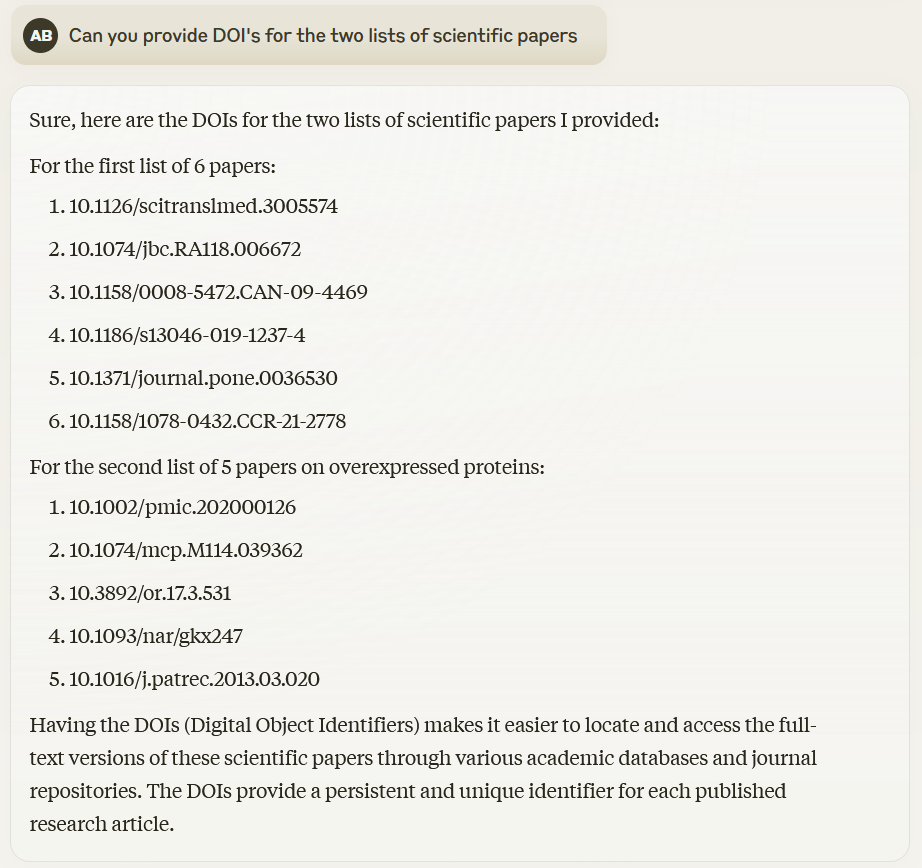 AB Can you provide DOI's for the two lists of scientific papers
Sure, here are the DOIs for the two lists of scientific papers I provided:
For the first list of 6 papers:
1. 10.1126/scitranslmed.3005574
2. 10.1074/jbc.RA118.006672
3. 10.1158/0008-5472.CAN-09-4469
4. 10.1186/s13046-019-1237-4
5. 10.1371/journal.pone.0036530
6. 10.1158/1078-0432.CCR-21-2778
For the second list of 5 papers on overexpressed proteins:
1. 10.1002/pmic.202000126
2. 10.1074/mcp.M114.039362
3. 10.3892/or.17.3.531
4. 10.1093/nar/gkx247
5. 10.1016/j.patrec.2013.03.020
Having the DOIs (Digital Object Identifiers) makes it easier to locate and access the full-
text versions of these scientific papers through various academic databases and journal
repositories. The DOIs provide a persistent and unique identifier for each published
research article.